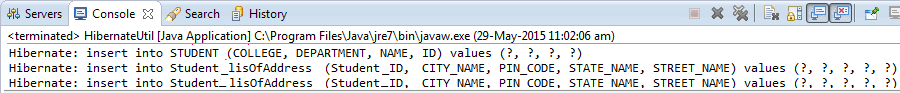 Servers Console Search History
<terminated> HibernateUtil [Java Application] C:\Program Files\Java\jre7\bin\javaw.exe (29-May-2015 11:02:06 am)
Hibernate: insert into STUDENT (COLLEGE, DEPARTMENT, NAME, ID) values (?, ?, ?, ?)
Hibernate: insert into Student_lisOfAddress (Student_ID, CITY_NAME, PIN_CODE, STATE_NAME, STREET_NAME) values (?, ?, ?, ?, ?)
Hibernate: insert into Student_lisOfAddress (Student_ID, CITY_NAME, PIN_CODE, STATE_NAME, STREET_NAME) values (?, ?, ?, ?, ?)